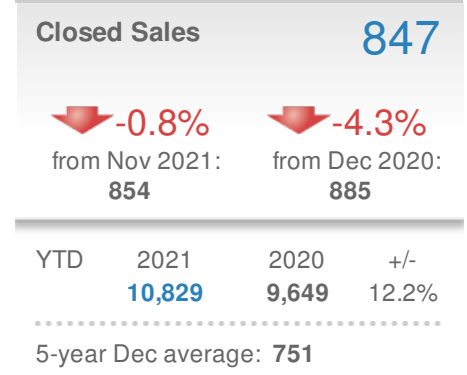 Closed Sales 847
-0.8% -4.3%
from Nov 2021: from Dec 2020:
854 885
YTD 2021 2020 +/-
10,829 9,649 12.2%
5-year Dec average: 751